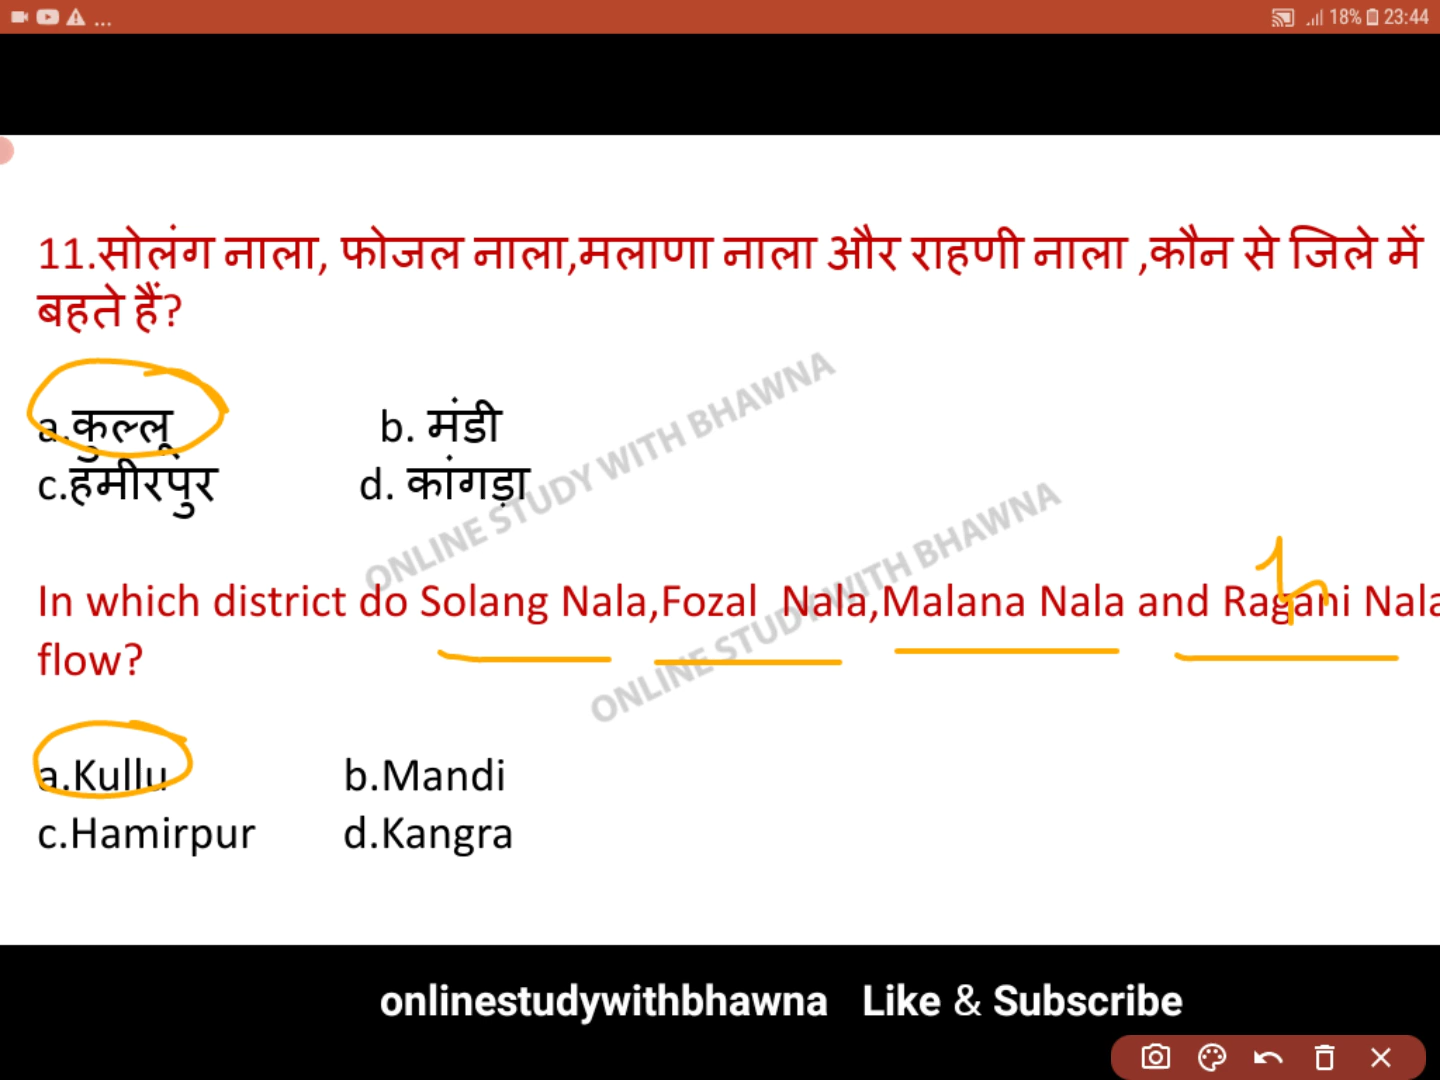 ...
18% 23:44
11.सोलंग नाला, फोजल नाला,मलाणा नाला और राहणी नाला ,कौन से जिले में
बहते हैं?
a.कुल्लू b. मंडी
c.हमीरपुर d. कांगड़ा
ONLINE STUDY WITH BHAWNA
h
In which district do Solang Nala,Fozal Nala,Malana Nala and Ragani Nala
flow?
ONLINE STUDY WITH BHAWNA
a.Kullu b.Mandi
c.Hamirpur d.Kangra
onlinestudywithbhawna Like & Subscribe